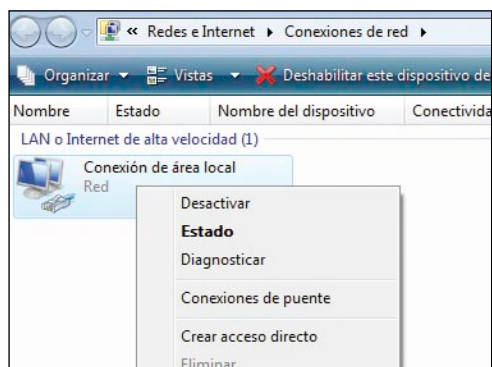 « Redes e Internet ▸ Conexiones de red ▸
Organizar Vistas Deshabilitar este dispositivo de
Nombre Estado Nombre del dispositivo Conectivida
LAN o Internet de alta velocidad (1)
Conexión de área local
Red
Desactivar
Estado
Diagnosticar
Conexiones de puente
Crear acceso directo
Eliminar